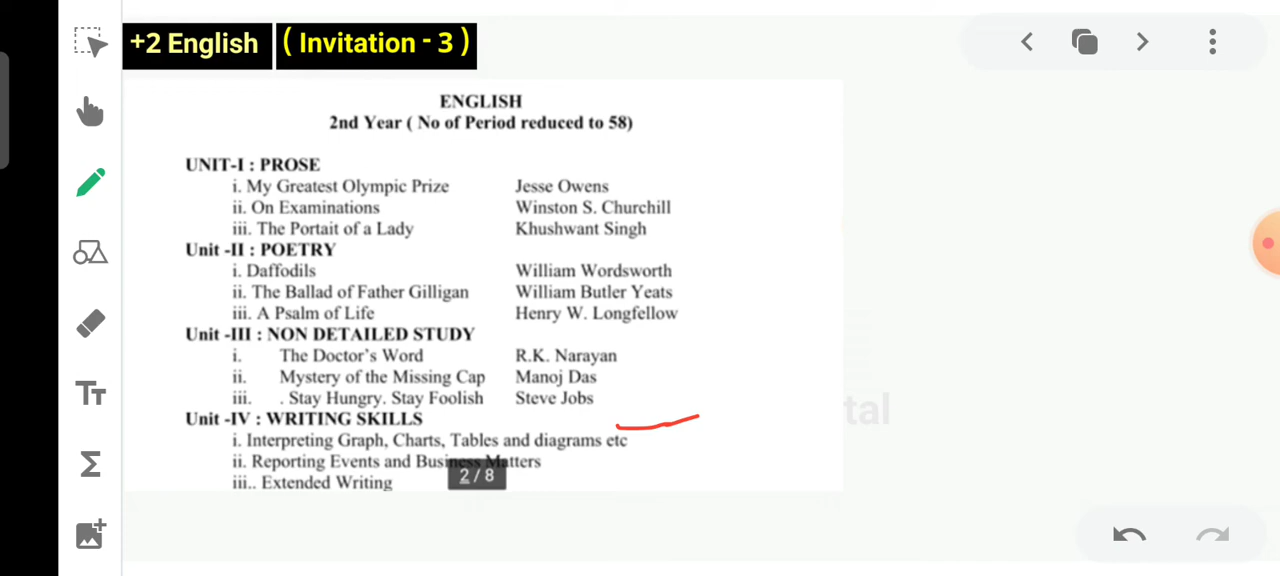 +2 English ( Invitation - 3 )
ENGLISH
2nd Year ( No of Period reduced to 58)
UNIT-I : PROSE
i. My Greatest Olympic Prize Jesse Owens
ii. On Examinations Winston S. Churchill
iii. The Portait of a Lady Khushwant Singh
Unit -II : POETRY
i. Daffodils William Wordsworth
ii. The Ballad of Father Gilligan William Butler Yeats
iii. A Psalm of Life Henry W. Longfellow
Unit -III : NON DETAILED STUDY
i. The Doctor's Word R.K. Narayan
ii. Mystery of the Missing Cap Manoj Das
iii. . Stay Hungry. Stay Foolish Steve Jobs
tal
Unit -IV : WRITING SKILLS
i. Interpreting Graph, Charts, Tables and diagrams etc
ii. Reporting Events and Business Matters
2 / 8
iii.. Extended Writing
Tт
Σ